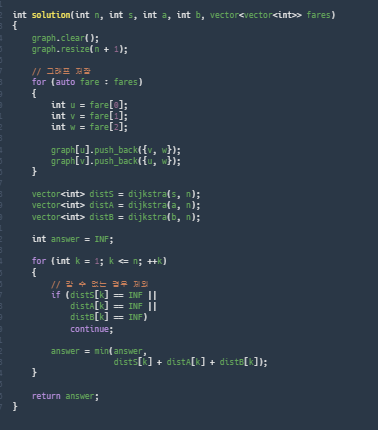 int solution(int n, int s, int a, int b, vector<vector<int>> fares)
{
graph.clear();
graph.resize(n + 1);
// 그래프 저장
for (auto fare : fares)
{
int u = fare[0];
int v = fare[1];
int w = fare[2];
graph[u].push_back({v, w});
graph[v].push_back({u, w});
}
vector<int> distS = dijkstra(s, n);
vector<int> distA = dijkstra(a, n);
vector<int> distB = dijkstra(b, n);
int answer = INF;
for (int k = 1; k <= n; ++k)
{
// 갈 수 없는 경우 제외
if (distS[k] == INF ||
distA[k] == INF ||
distB[k] == INF)
continue;
answer = min(answer,
distS[k] + distA[k] + distB[k]);
}
return answer;
}